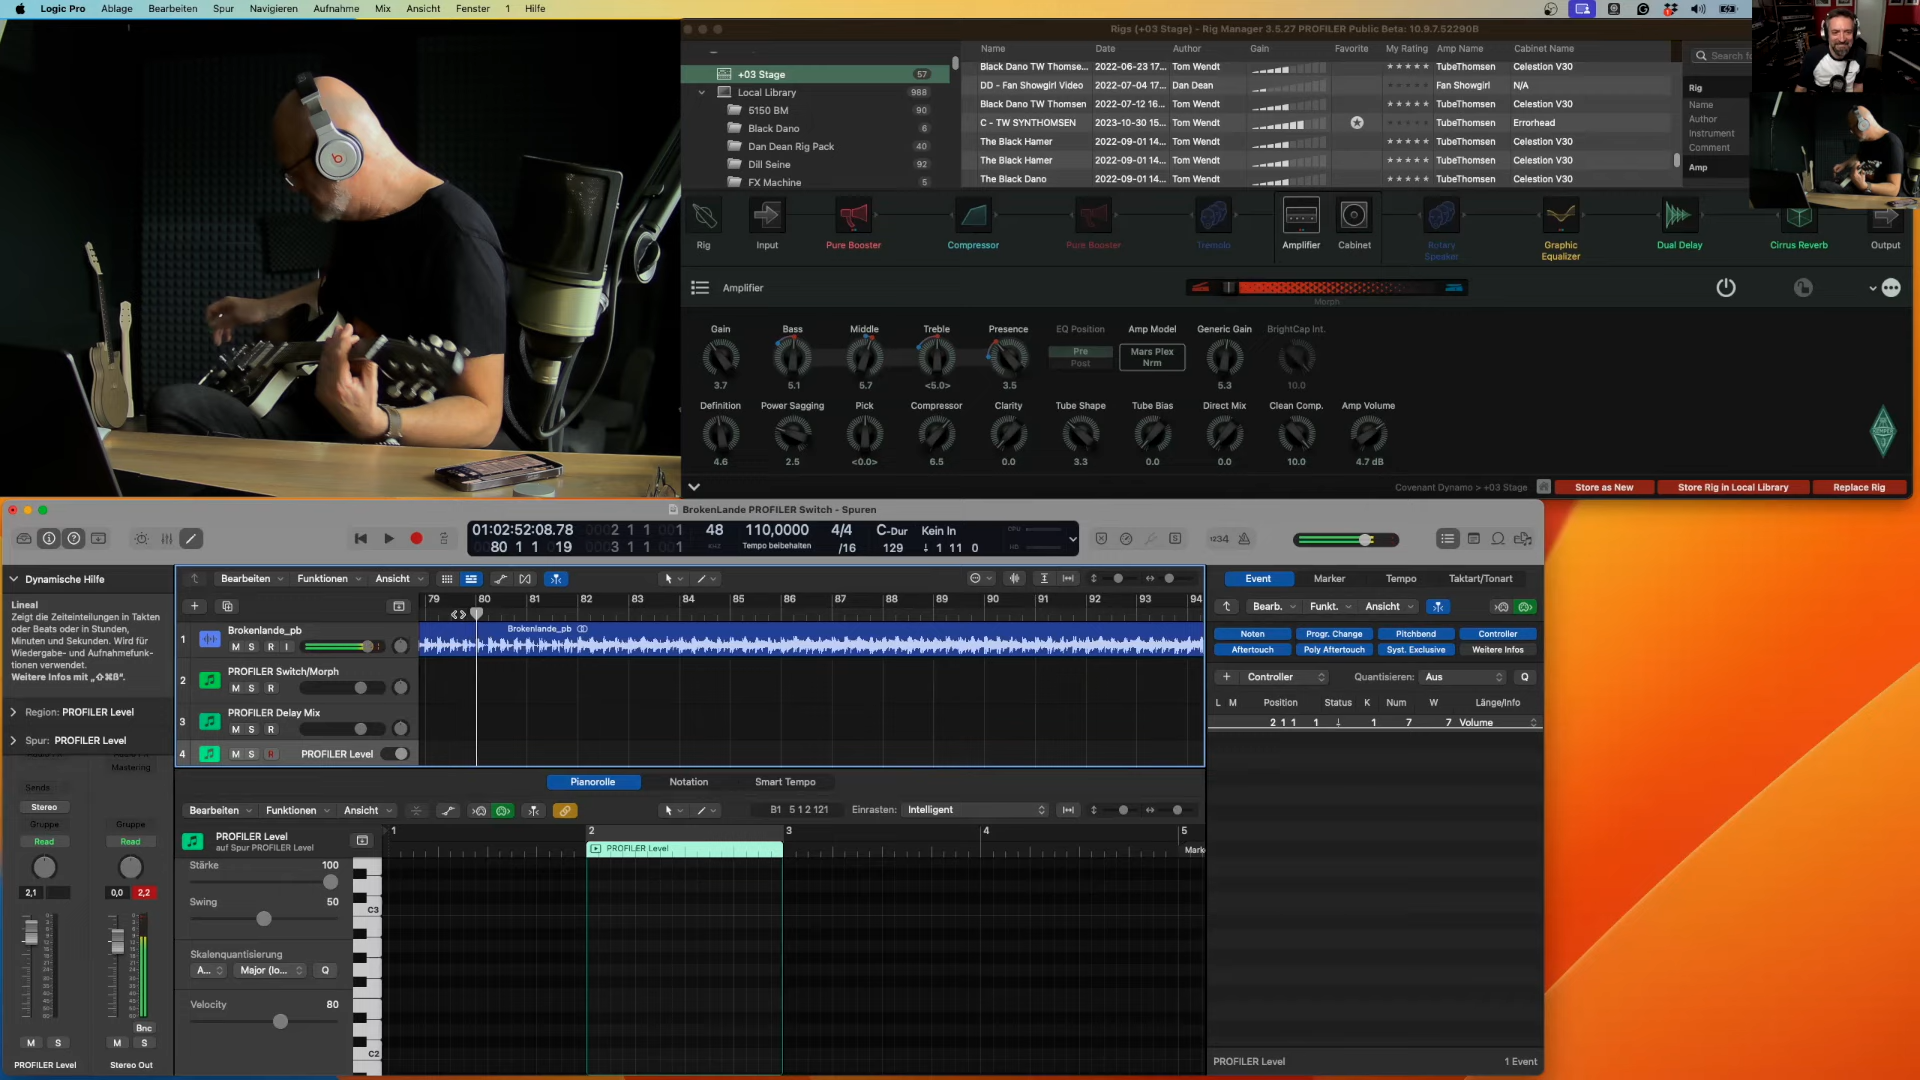 Logic Pro Ablage Bearbeiten Spur Navigieren Aufnahme Mix Ansicht Fenster 1 Hilfe
Rigs (+03 Stage) - Rig Manager 3.5.27 PROFILER Public Beta: 10.9.7.52290B
Name Date Author Gain Favorite My Rating Amp Name Cabinet Name
Search fo
+03 Stage 57
Local Library 988
5150 BM 90
Black Dano 6
Dan Dean Rig Pack 40
Dill Seine 92
FX Machine 5
Black Dano TW Thomse... 2022-06-23 17... Tom Wendt TubeThomsen Celestion V30
DD - Fan Showgirl Video 2022-07-04 17... Dan Dean Fan Showgirl N/A
Black Dano TW Thomsen 2022-07-12 16... Tom Wendt TubeThomsen Celestion V30
C - TW SYNTHOMSEN 2023-10-30 15... Tom Wendt TubeThomsen Errorhead
The Black Hamer 2022-09-01 14... Tom Wendt TubeThomsen Celestion V30
The Black Hamer 2022-09-01 14... Tom Wendt TubeThomsen Celestion V30
The Black Dano 2022-09-01 14... Tom Wendt TubeThomsen Celestion V30
Rig
Name
Author
Instrument
Comment
Amp
Rig Input Pure Booster Compressor Pure Booster Tremolo Amplifier Cabinet Rotary Speaker Graphic Equalizer Dual Delay Cirrus Reverb Output
Amplifier
Morph
Gain Bass Middle Treble Presence EQ Position Amp Model Generic Gain BrightCap Int.
Pre
Post
Mars Plex
Nrm
3.7 5.1 5.7 <5.0> 3.5 5.3 10.0
Definition Power Sagging Pick Compressor Clarity Tube Shape Tube Bias Direct Mix Clean Comp. Amp Volume
4.6 2.5 <0.0> 6.5 0.0 3.3 0.0 0.0 10.0 4.7 dB
Covenant Dynamo > +03 Stage Store as New Store Rig in Local Library Replace Rig
BrokenLande PROFILER Switch - Spuren
01:02:52:08.78 0002 1 1 001 48 110,0000 4/4 C-Dur Kein In
80 1 1 019 0003 1 1 001 KHZ Tempo beibehalten /16 129 1 11 0
CPU
HD
1234
Dynamische Hilfe
Lineal
Zeigt die Zeiteinteilungen in Takten
oder Beats oder in Stunden,
Minuten und Sekunden. Wird für
Wiedergabe- und Aufnahmefunk-
tionen verwendet.
Weitere Infos mit „⇧⌘ß“.
Region: PROFILER Level
Spur: PROFILER Level
Bearbeiten Funktionen Ansicht
79 80 81 82 83 84 85 86 87 88 89 90 91 92 93 94
1 Brokenlande_pb
M S R I
Brokenlande_pb
2 PROFILER Switch/Morph
M S R
3 PROFILER Delay Mix
M S R
4 M S R PROFILER Level
Event Marker Tempo Taktart/Tonart
Bearb. Funkt. Ansicht
Noten Progr. Change Pitchbend Controller
Aftertouch Poly Aftertouch Syst. Exclusive Weitere Infos
+ Controller Quantisieren: Aus Q
L M Position Status K Num W Länge/Info
2 1 1 1 1 7 7 Volume
Mastering
Sends
Stereo
Gruppe Gruppe
Read Read
2,1 0,0 2,2
Bnc
M S M S
PROFILER Level Stereo Out
Pianorolle Notation Smart Tempo
Bearbeiten Funktionen Ansicht B1 5 1 2 121 Einrasten: Intelligent
PROFILER Level
auf Spur PROFILER Level
1 2 3 4 5
PROFILER Level
Mark
Stärke 100
Swing 50
Skalenquantisierung
A... Major (lo... Q
Velocity 80
C3
C2
PROFILER Level 1 Event